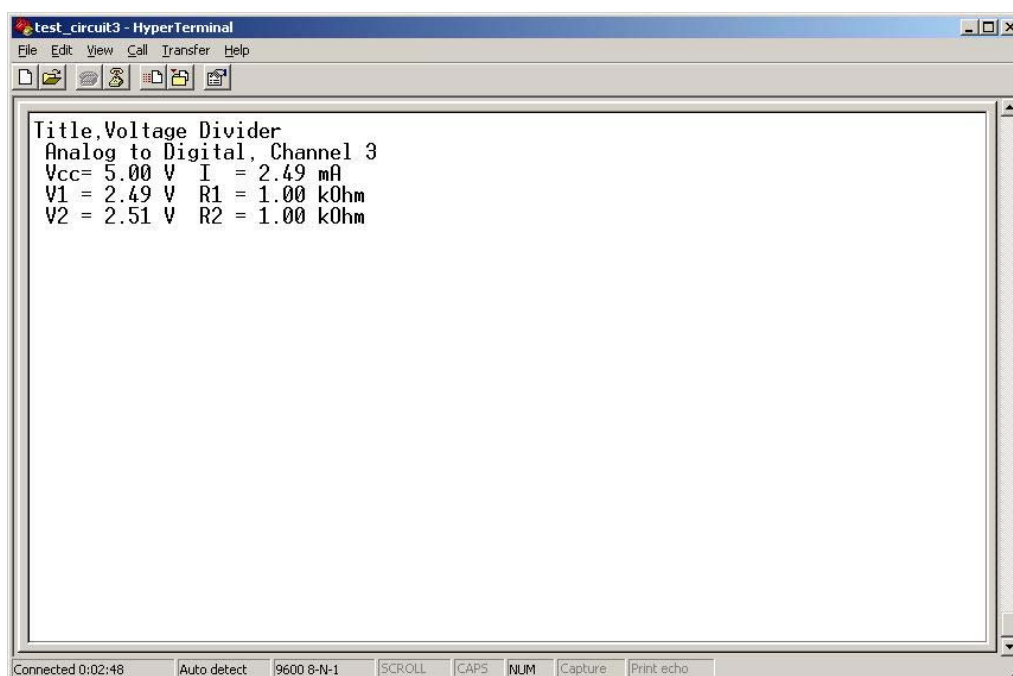 test_circuit3 - HyperTerminal
File Edit View Call Transfer Help
Title,Voltage Divider
Analog to Digital, Channel 3
Vcc= 5.00 V I = 2.49 mA
V1 = 2.49 V R1 = 1.00 kOhm
V2 = 2.51 V R2 = 1.00 kOhm
Connected 0:02:48 Auto detect 9600 8-N-1 SCROLL CAPS NUM Capture Print echo